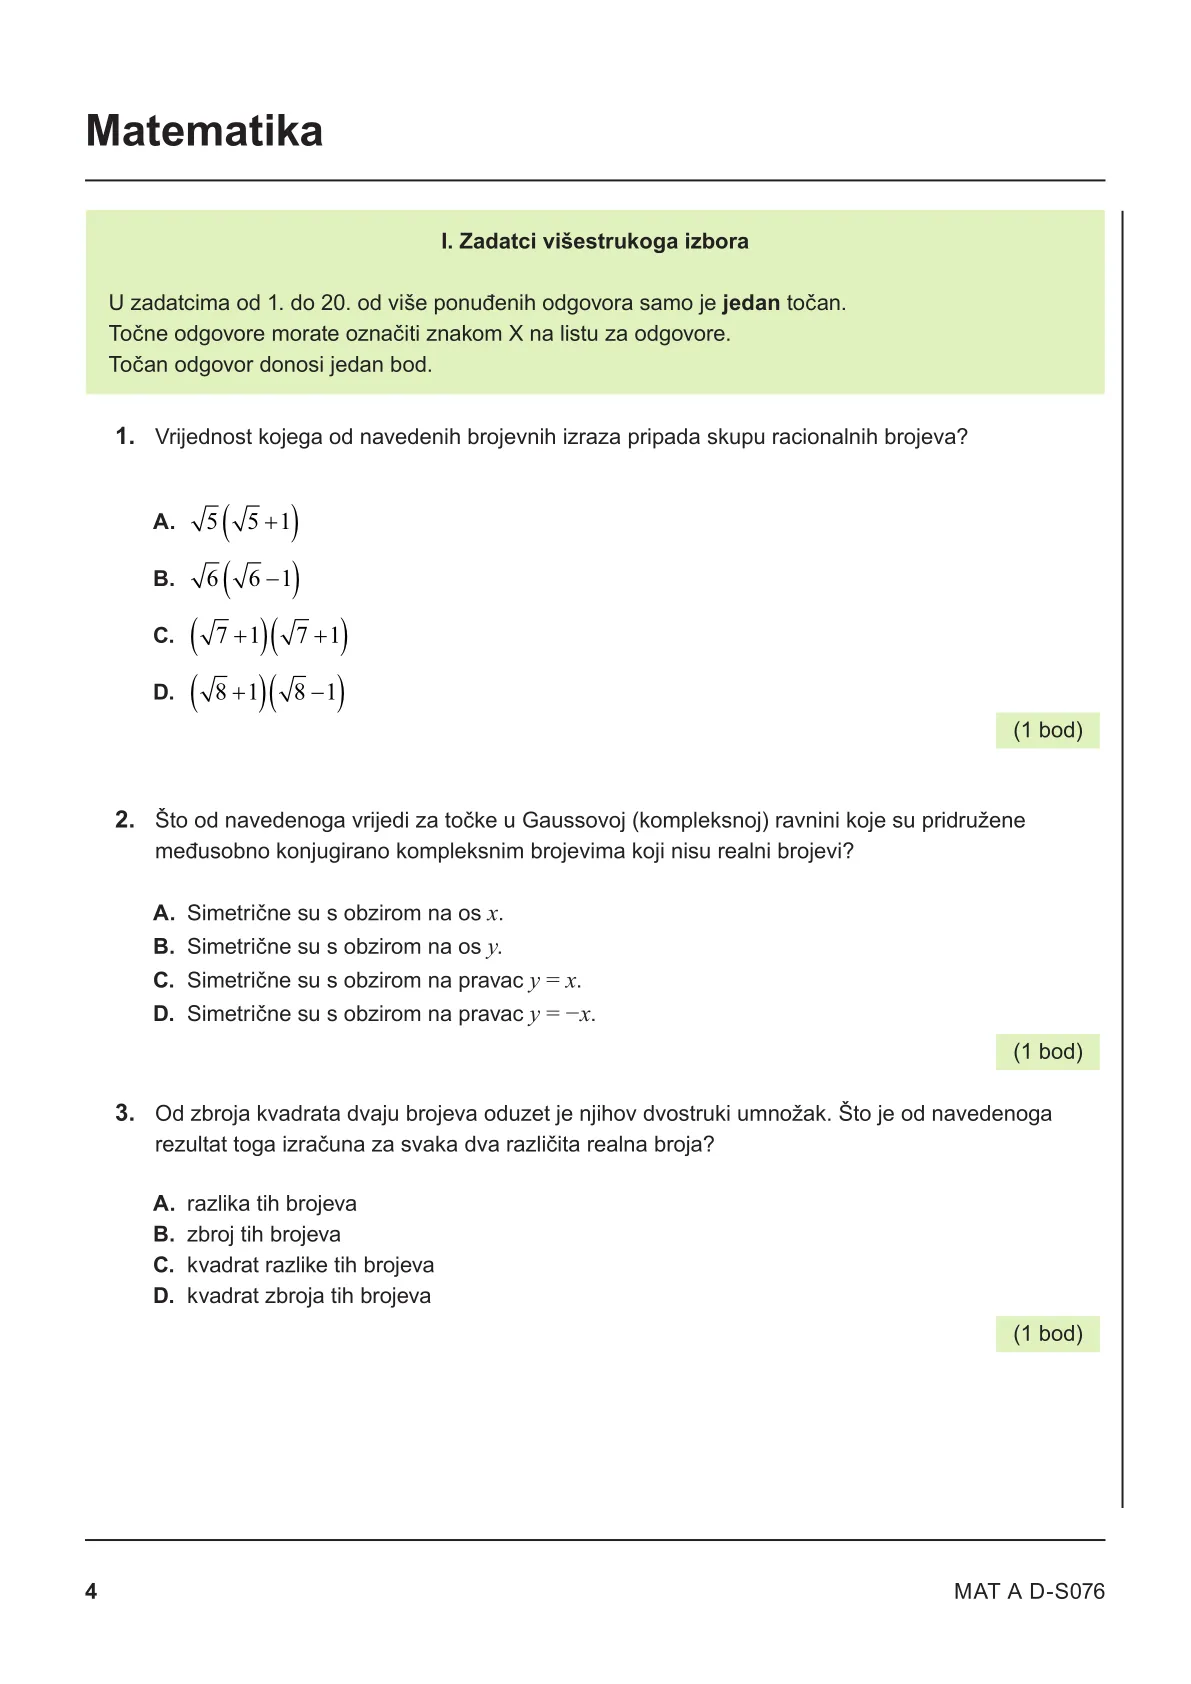 Matematika
I. Zadatci višestrukoga izbora
U zadatcima od 1. do 20. od više ponuđenih odgovora samo je jedan točan.
Točne odgovore morate označiti znakom X na listu za odgovore.
Točan odgovor donosi jedan bod.
1. Vrijednost kojega od navedenih brojevnih izraza pripada skupu racionalnih brojeva?
A. √5(√5+1)
B. √6(√6−1)
C. (√7+1)(√7+1)
D. (√8+1)(√8−1)
(1 bod)
2. Što od navedenoga vrijedi za točke u Gaussovoj (kompleksnoj) ravnini koje su pridružene
međusobno konjugirano kompleksnim brojevima koji nisu realni brojevi?
A. Simetrične su s obzirom na os x.
B. Simetrične su s obzirom na os y.
C. Simetrične su s obzirom na pravac y = x.
D. Simetrične su s obzirom na pravac y = −x.
(1 bod)
3. Od zbroja kvadrata dvaju brojeva oduzet je njihov dvostruki umnožak. Što je od navedenoga
rezultat toga izračuna za svaka dva različita realna broja?
A. razlika tih brojeva
B. zbroj tih brojeva
C. kvadrat razlike tih brojeva
D. kvadrat zbroja tih brojeva
(1 bod)
4
MAT A D-S076